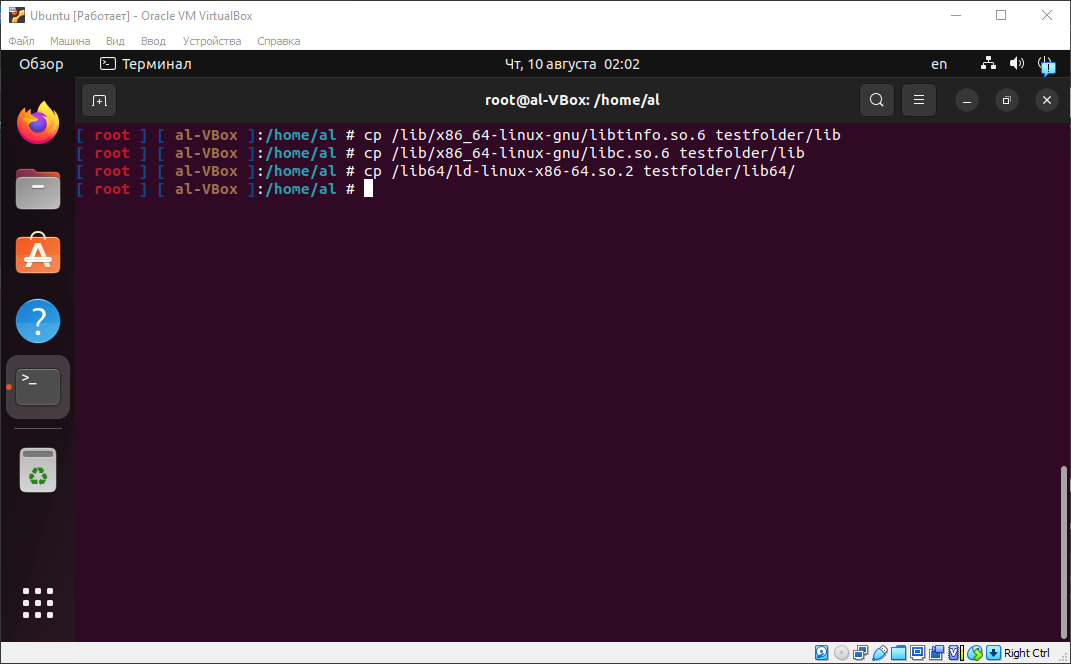 Ubuntu [Работает] - Oracle VM VirtualBox
Файл Машина Вид Ввод Устройства Справка
Обзор Терминал Чт, 10 августа 02:02 en
root@al-VBox: /home/al
[ root ] [ al-VBox ]:/home/al # cp /lib/x86_64-linux-gnu/libtinfo.so.6 testfolder/lib
[ root ] [ al-VBox ]:/home/al # cp /lib/x86_64-linux-gnu/libc.so.6 testfolder/lib
[ root ] [ al-VBox ]:/home/al # cp /lib64/ld-linux-x86-64.so.2 testfolder/lib64/
[ root ] [ al-VBox ]:/home/al #
Right Ctrl